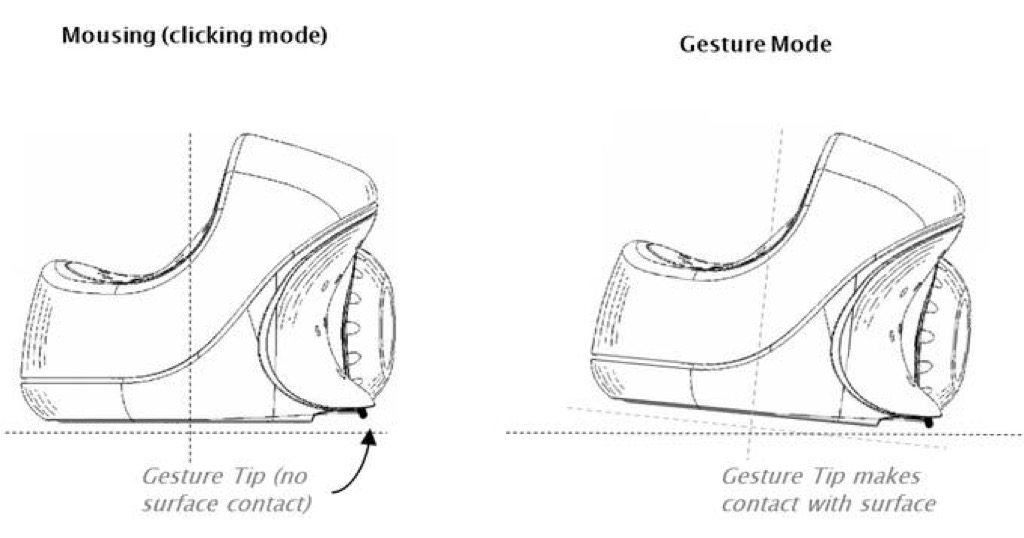 Mousing (clicking mode)
Gesture Mode
Gesture Tip (no
surface contact)
Gesture Tip makes
contact with surface